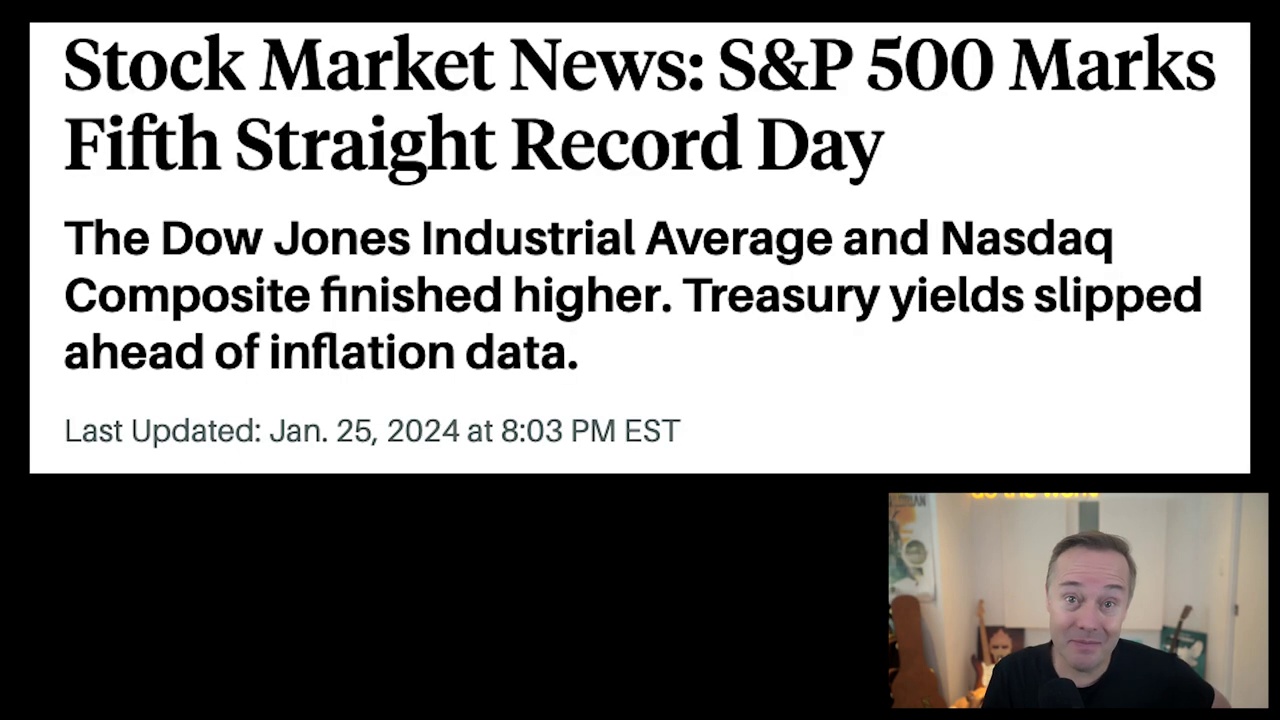 Stock Market News: S&P 500 Marks
Fifth Straight Record Day
The Dow Jones Industrial Average and Nasdaq
Composite finished higher. Treasury yields slipped
ahead of inflation data.
Last Updated: Jan. 25, 2024 at 8:03 PM EST